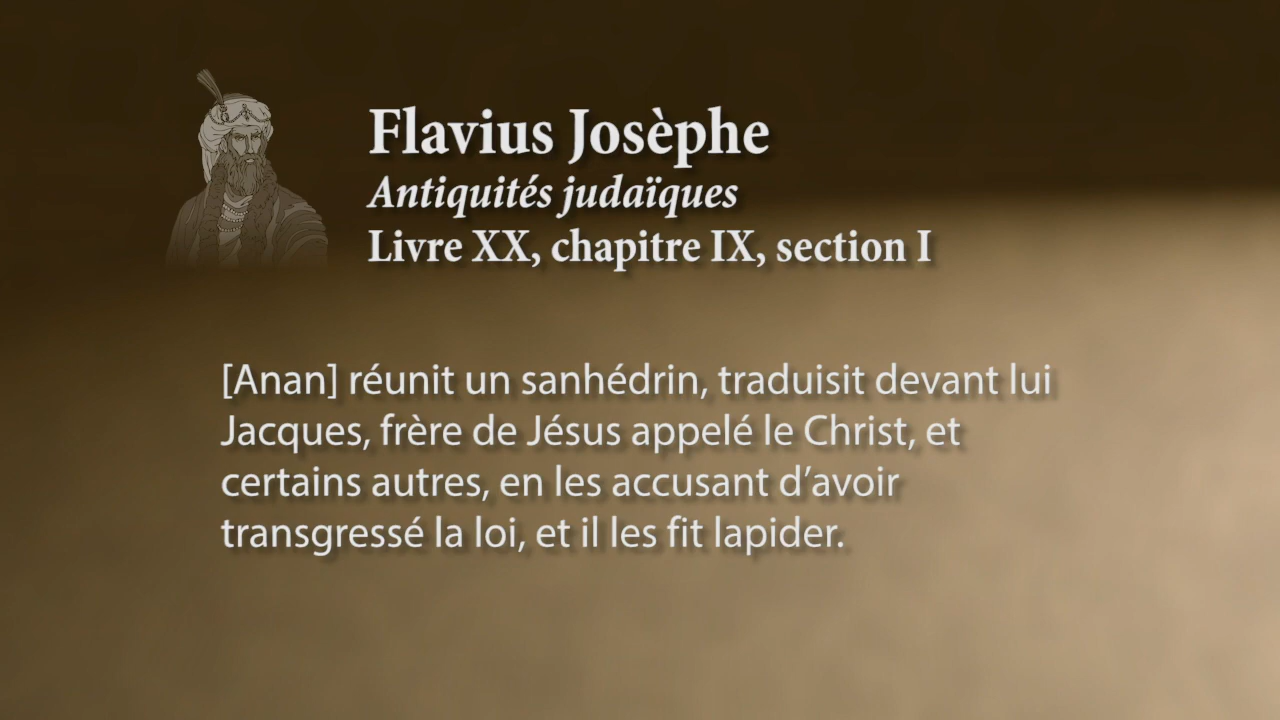 Flavius Josèphe
Antiquités judaïques
Livre XX, chapitre IX, section I
[Anan] réunit un sanhédrin, traduisit devant lui
Jacques, frère de Jésus appelé le Christ, et
certains autres, en les accusant d’avoir
transgressé la loi, et il les fit lapider.